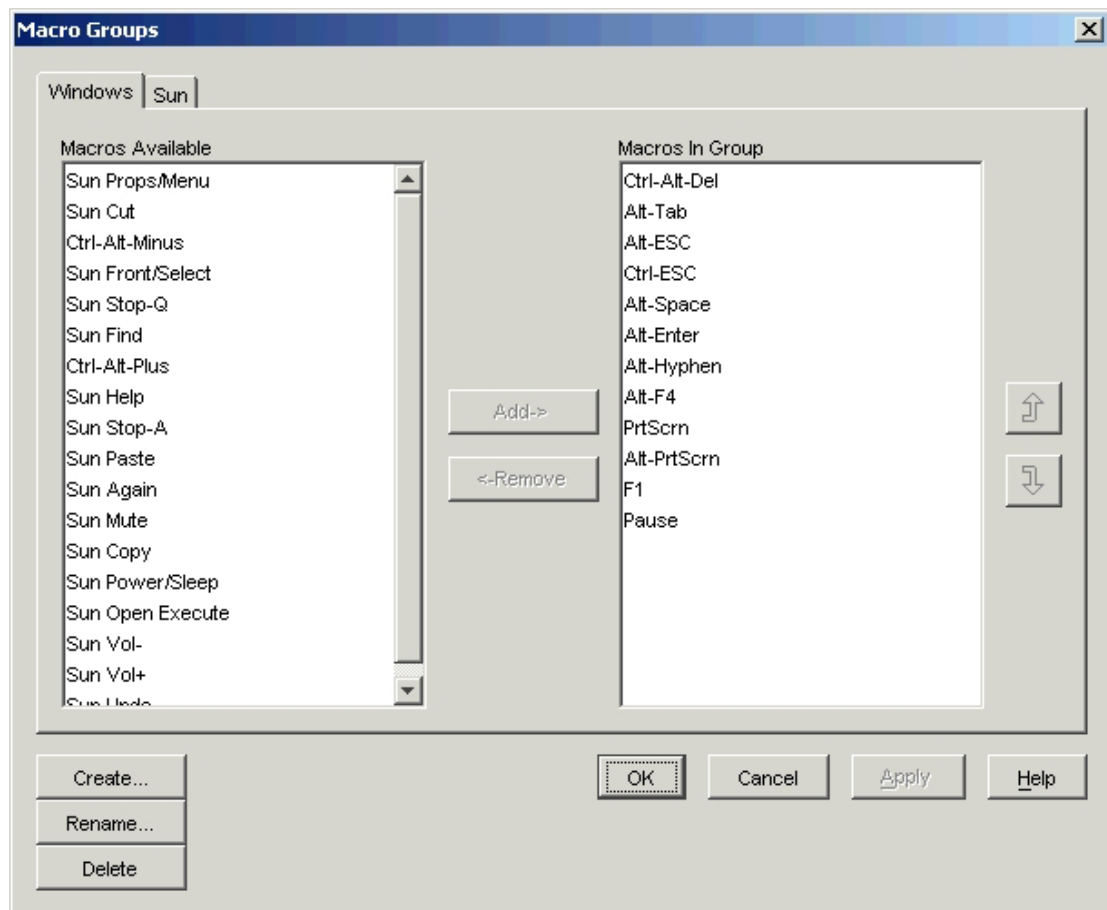 Macro Groups
Windows
Sun
Macros Available
Sun Props/Menu
Sun Cut
Ctrl-Alt-Minus
Sun Front/Select
Sun Stop-Q
Sun Find
Ctrl-Alt-Plus
Sun Help
Sun Stop-A
Sun Paste
Sun Again
Sun Mute
Sun Copy
Sun Power/Sleep
Sun Open Execute
Sun Vol-
Sun Vol+
Sun Undo
Add->
<-Remove
Macros In Group
Ctrl-Alt-Del
Alt-Tab
Alt-ESC
Ctrl-ESC
Alt-Space
Alt-Enter
Alt-Hyphen
Alt-F4
PrtScrn
Alt-PrtScrn
F1
Pause
Create...
Rename...
Delete
OK
Cancel
Apply
Help